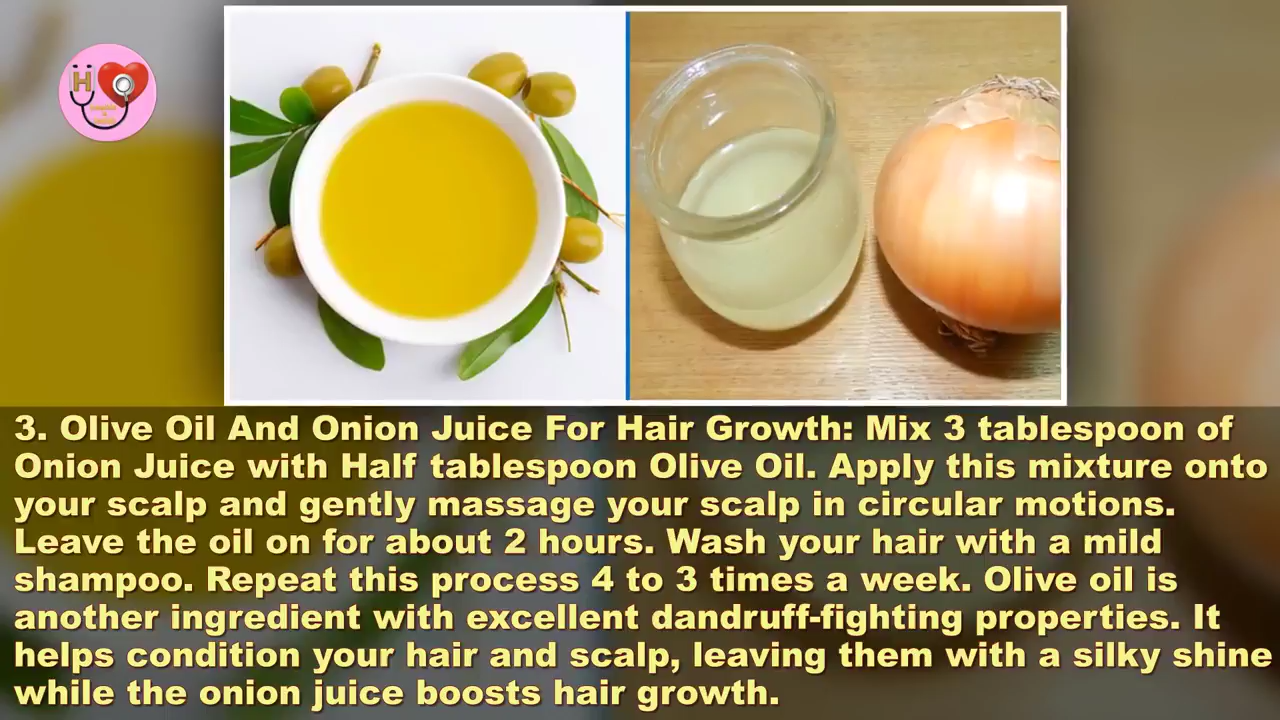 H
3. Olive Oil And Onion Juice For Hair Growth: Mix 3 tablespoon of
Onion Juice with Half tablespoon Olive Oil. Apply this mixture onto
your scalp and gently massage your scalp in circular motions.
Leave the oil on for about 2 hours. Wash your hair with a mild
shampoo. Repeat this process 4 to 3 times a week. Olive oil is
another ingredient with excellent dandruff-fighting properties. It
helps condition your hair and scalp, leaving them with a silky shine
while the onion juice boosts hair growth.